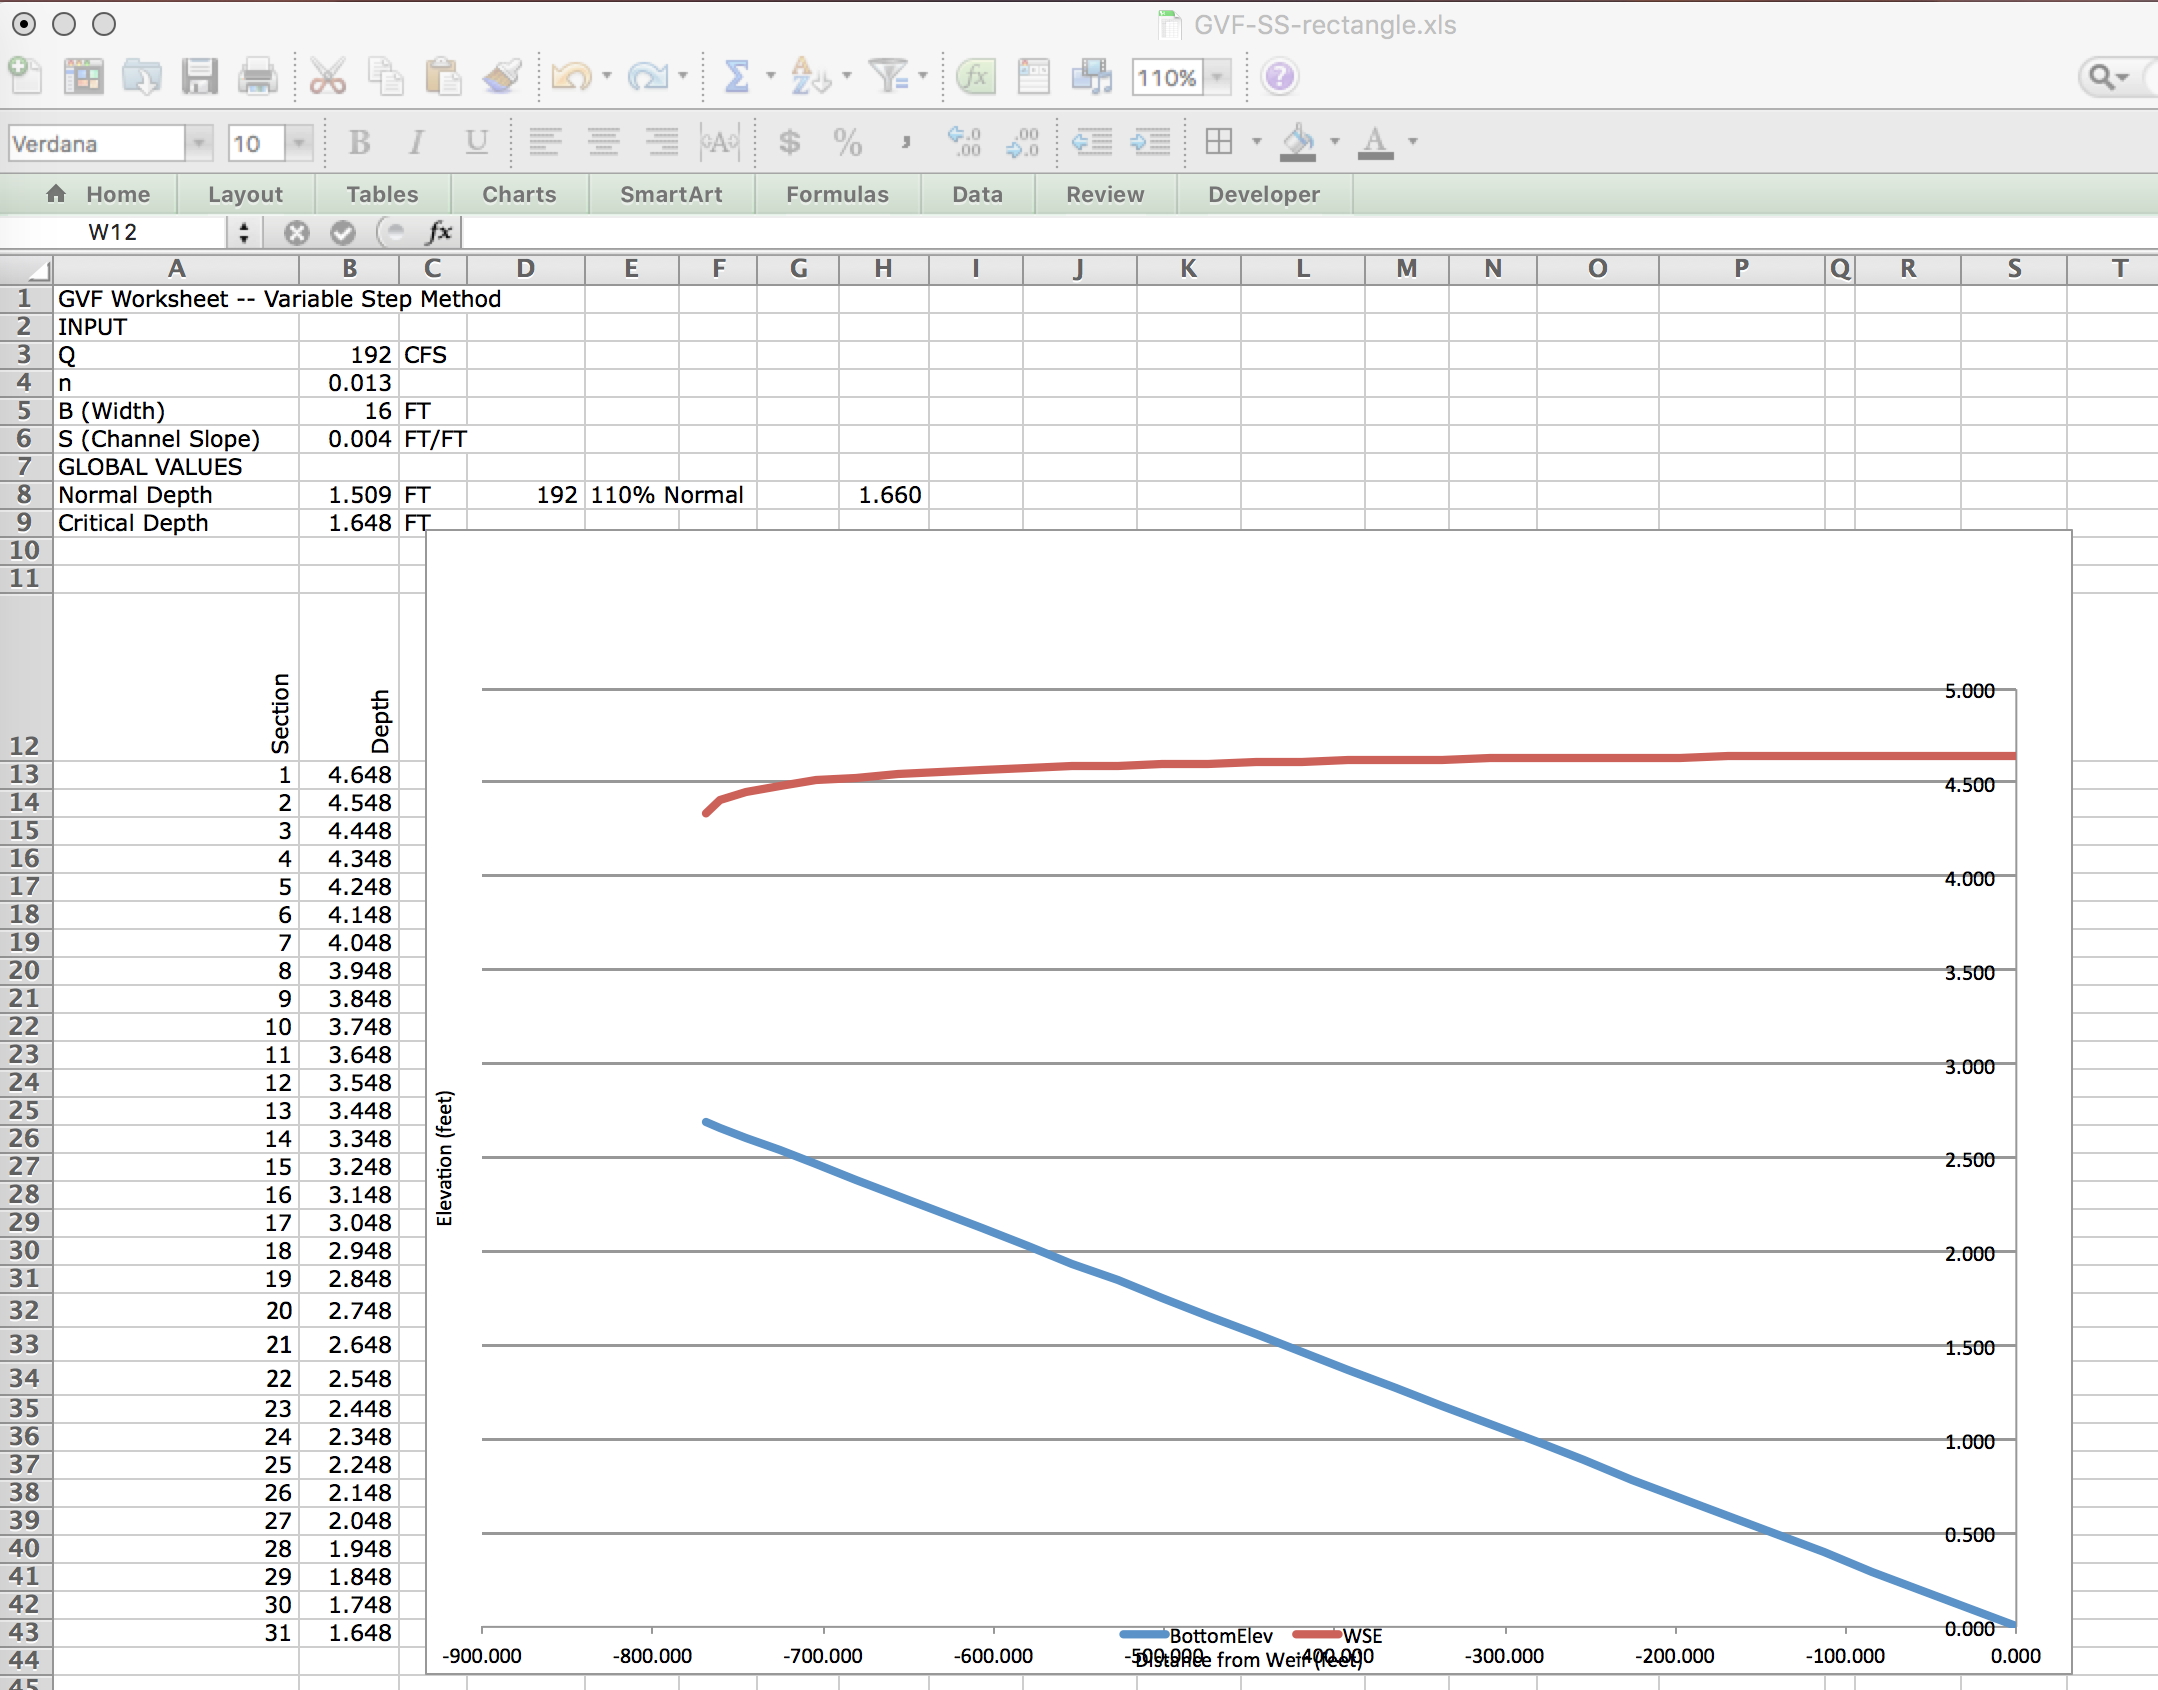 GVF-SS-rectangle.xls
110%
Verdana 10 B I U $ % .0 .00 .00 .0 A
Home Layout Tables Charts SmartArt Formulas Data Review Developer
W12 fx
A B C D E F G H I J K L M N O P Q R S T
1 GVF Worksheet -- Variable Step Method
2 INPUT
3 Q 192 CFS
4 n 0.013
5 B (Width) 16 FT
6 S (Channel Slope) 0.004 FT/FT
7 GLOBAL VALUES
8 Normal Depth 1.509 FT 192 110% Normal 1.660
9 Critical Depth 1.648 FT
10
11
12 Section Depth
13 1 4.648
14 2 4.548
15 3 4.448
16 4 4.348
17 5 4.248
18 6 4.148
19 7 4.048
20 8 3.948
21 9 3.848
22 10 3.748
23 11 3.648
24 12 3.548
25 13 3.448
26 14 3.348
27 15 3.248
28 16 3.148
29 17 3.048
30 18 2.948
31 19 2.848
32 20 2.748
33 21 2.648
34 22 2.548
35 23 2.448
36 24 2.348
37 25 2.248
38 26 2.148
39 27 2.048
40 28 1.948
41 29 1.848
42 30 1.748
43 31 1.648
44
45
Elevation (feet)
5.000
4.500
4.000
3.500
3.000
2.500
2.000
1.500
1.000
0.500
0.000
BottomElev WSE
-900.000 -800.000 -700.000 -600.000 -500.000 -400.000 -300.000 -200.000 -100.000 0.000
Distance from Weir (feet)